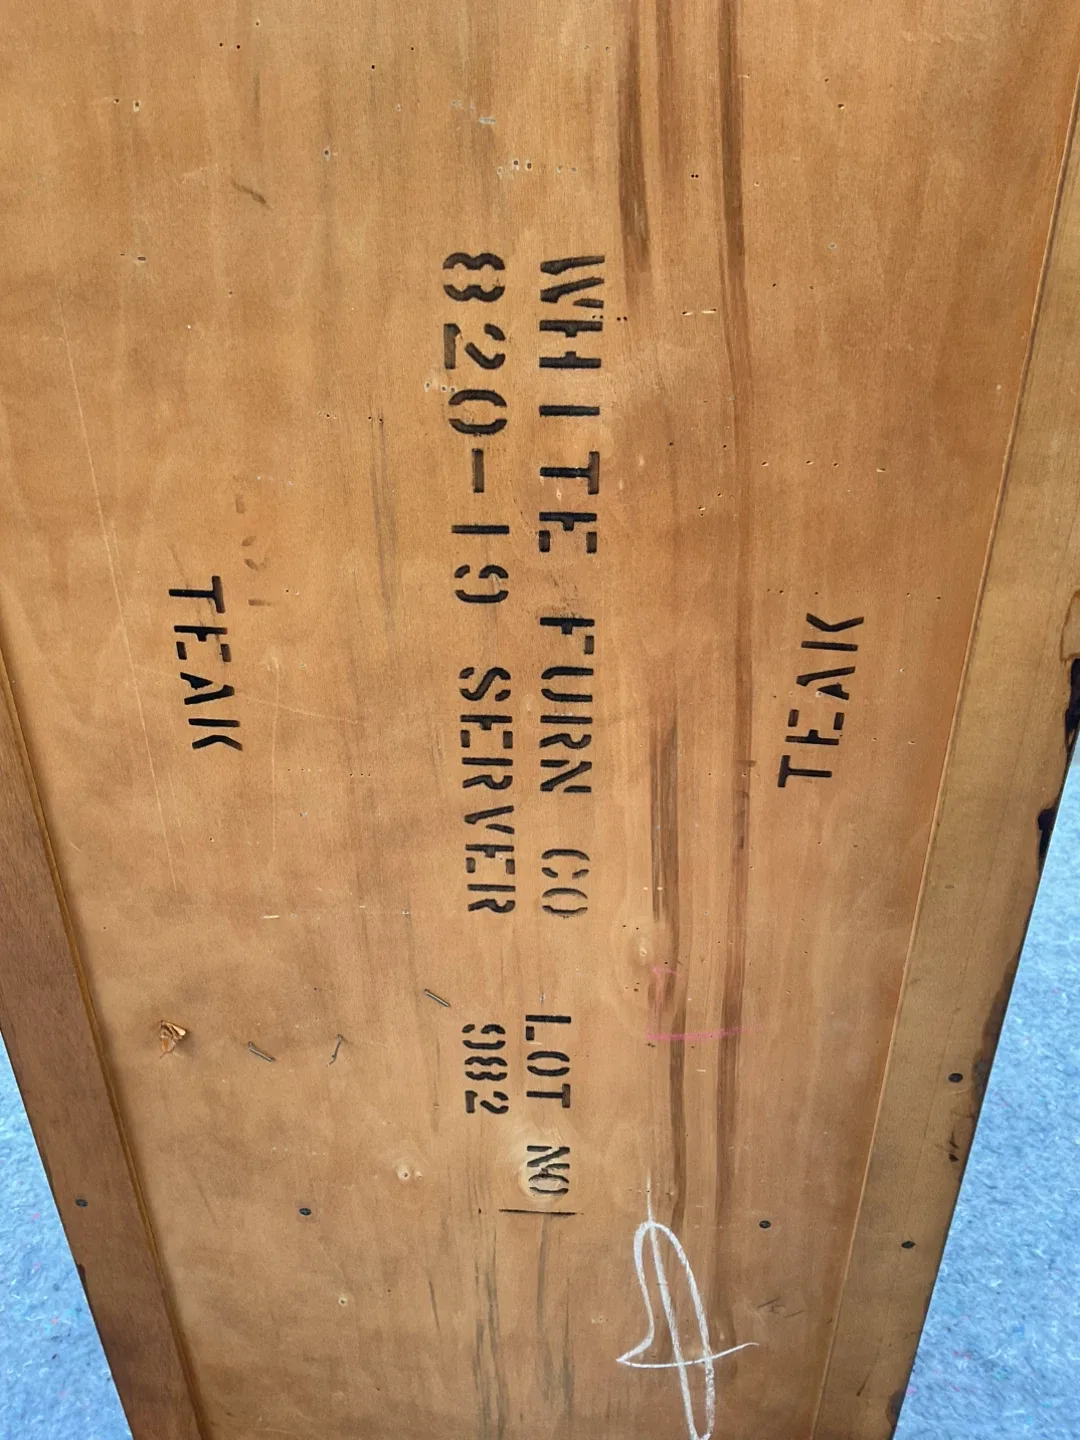 TEAK
WHITE FURN CO LOT NO
820-19 SERVER 982
TEAK